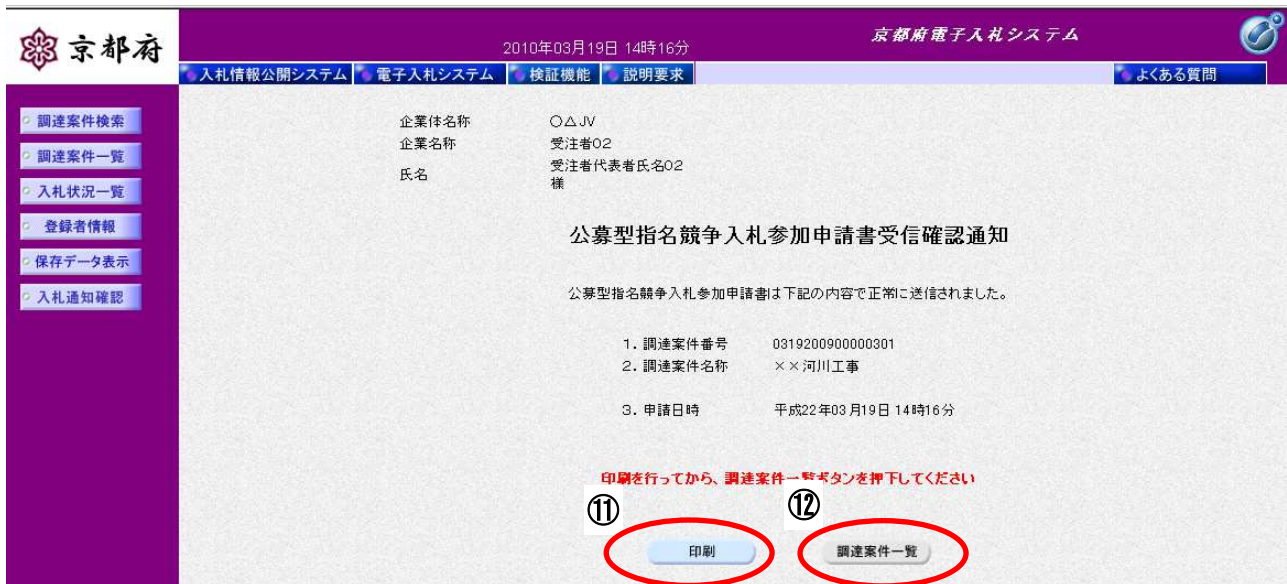 京都府
2010年03月19日 14時16分
京都府電子入札システム
入札情報公開システム 電子入札システム 検証機能 説明要求 よくある質問
調達案件検索
調達案件一覧
入札状況一覧
登録者情報
保存データ表示
入札通知確認
企業体名称 ○△JV
企業名称 受注者02
氏名 受注者代表者氏名02
様
公募型指名競争入札参加申請書受信確認通知
公募型指名競争入札参加申請書は下記の内容で正常に送信されました。
1. 調達案件番号 0319200900000301
2. 調達案件名称 ××河川工事
3. 申請日時 平成22年03月19日 14時16分
印刷を行ってから、調達案件一覧ボタンを押下してください
⑪ ⑫
印刷 調達案件一覧